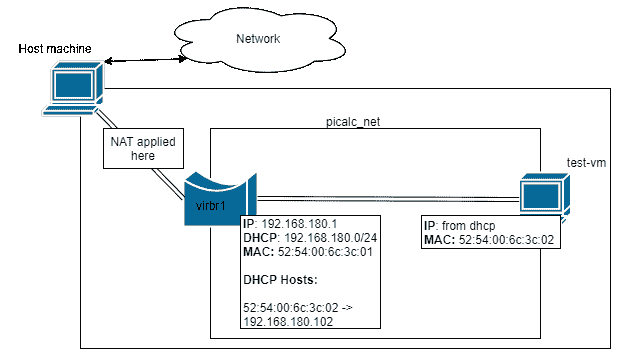 Network
Host machine
picalc_net
NAT applied
here
test-vm
virbr1
IP: 192.168.180.1
DHCP: 192.168.180.0/24
MAC: 52:54:00:6c:3c:01
DHCP Hosts:
52:54:00:6c:3c:02 ->
192.168.180.102
IP: from dhcp
MAC: 52:54:00:6c:3c:02